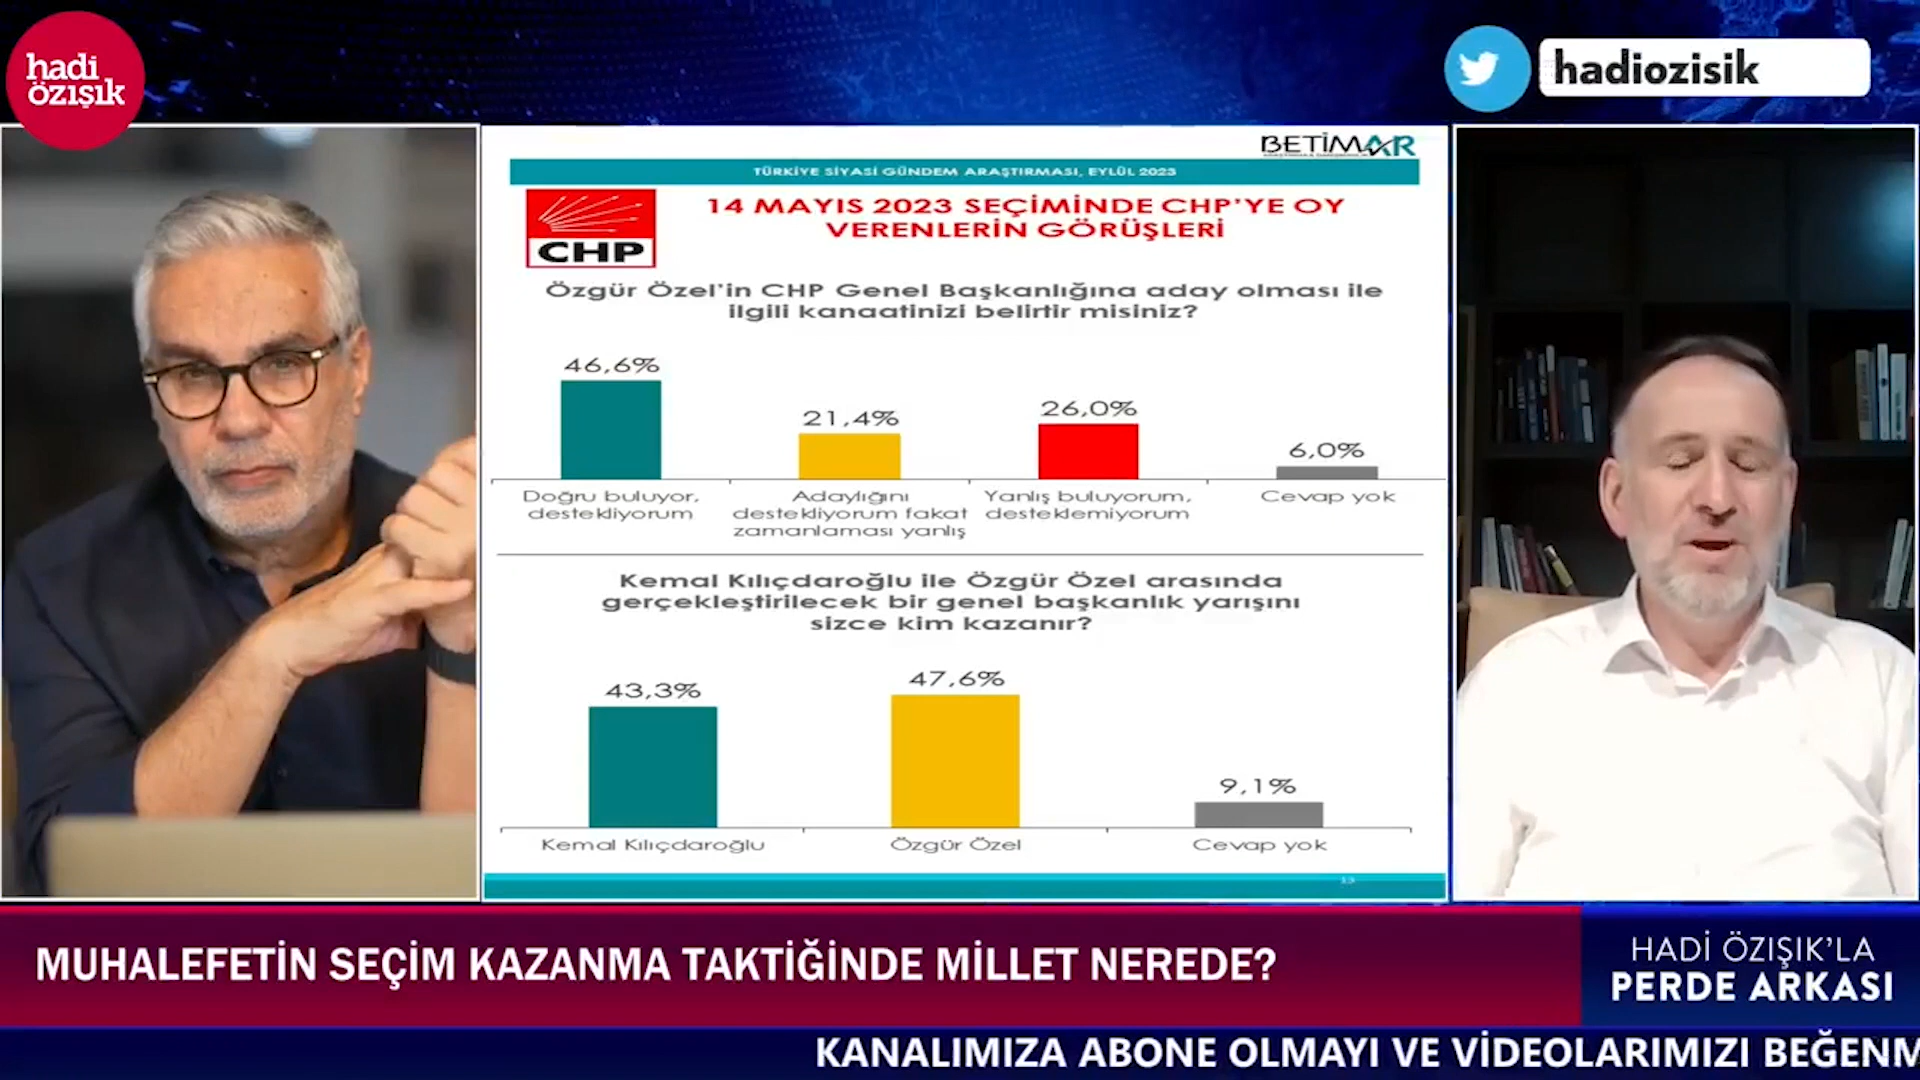 hadi
özışık
hadiozisik
BETİMAR
TÜRKİYE SİYASİ GÜNDEM ARAŞTIRMASI, EYLÜL 2023
CHP
14 MAYIS 2023 SEÇİMİNDE CHP'YE OY
VERENLERİN GÖRÜŞLERİ
Özgür Özel'in CHP Genel Başkanlığına aday olması ile
ilgili kanaatinizi belirtir misiniz?
46,6%
21,4%
26,0%
6,0%
Doğru buluyor,
destekliyorum
Adaylığını
destekliyorum fakat
zamanlaması yanlış
Yanlış buluyorum,
desteklemiyorum
Cevap yok
Kemal Kılıçdaroğlu ile Özgür Özel arasında
gerçekleştirilecek bir genel başkanlık yarışını
sizce kim kazanır?
43,3%
47,6%
9,1%
Kemal Kılıçdaroğlu
Özgür Özel
Cevap yok
13
MUHALEFETİN SEÇİM KAZANMA TAKTİĞİNDE MİLLET NEREDE?
HADİ ÖZIŞIK'LA
PERDE ARKASI
KANALIMIZA ABONE OLMAYI VE VİDEOLARIMIZI BEĞENM